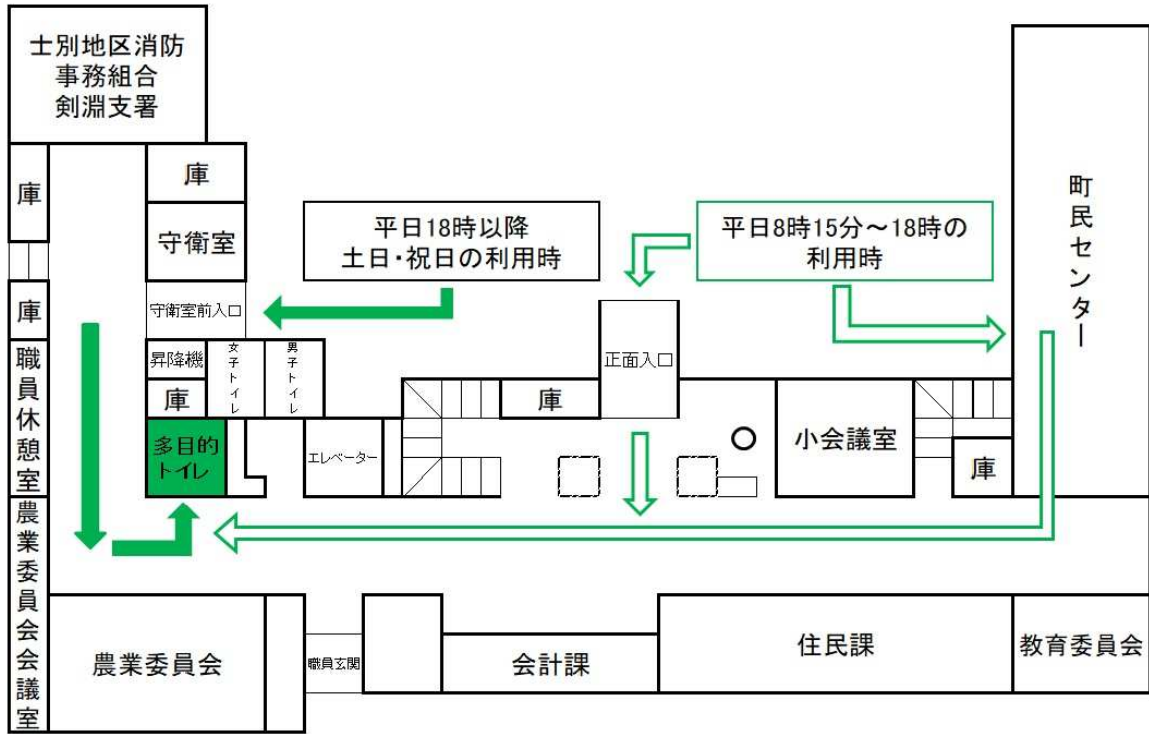 士別地区消防
事務組合
剣淵支署
庫
庫
守衛室
平日18時以降
土日・祝日の利用時
平日8時15分～18時の
利用時
町民センター
庫
守衛室前入口
正面入口
昇降機
女子トイレ
男子トイレ
職員休憩室
庫
庫
多目的
トイレ
エレベーター
小会議室
庫
農業委員会会議室
農業委員会
職員玄関
会計課
住民課
教育委員会